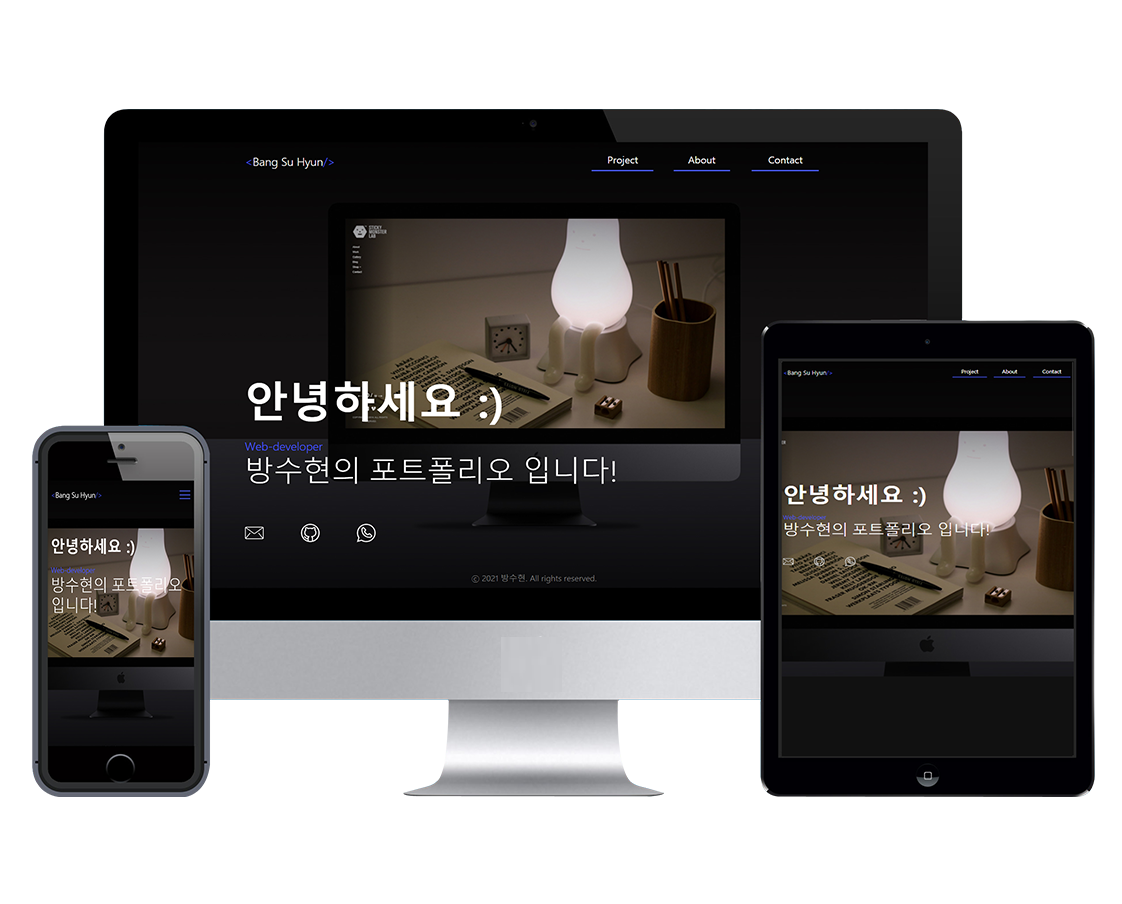 <Bang Su Hyun/>
Project About Contact
STICKY
MONSTER
LAB
안녕하세요 :)
Web-developer
방수현의 포트폴리오 입니다!
ⓒ 2021 방수현. All rights reserved.
<Bang Su Hyun/>
안녕하세요 :)
Web-developer
방수현의 포트폴리오
입니다!
<Bang Su Hyun/>
Project About Contact
안녕하세요 :)
Web-developer
방수현의 포트폴리오 입니다!